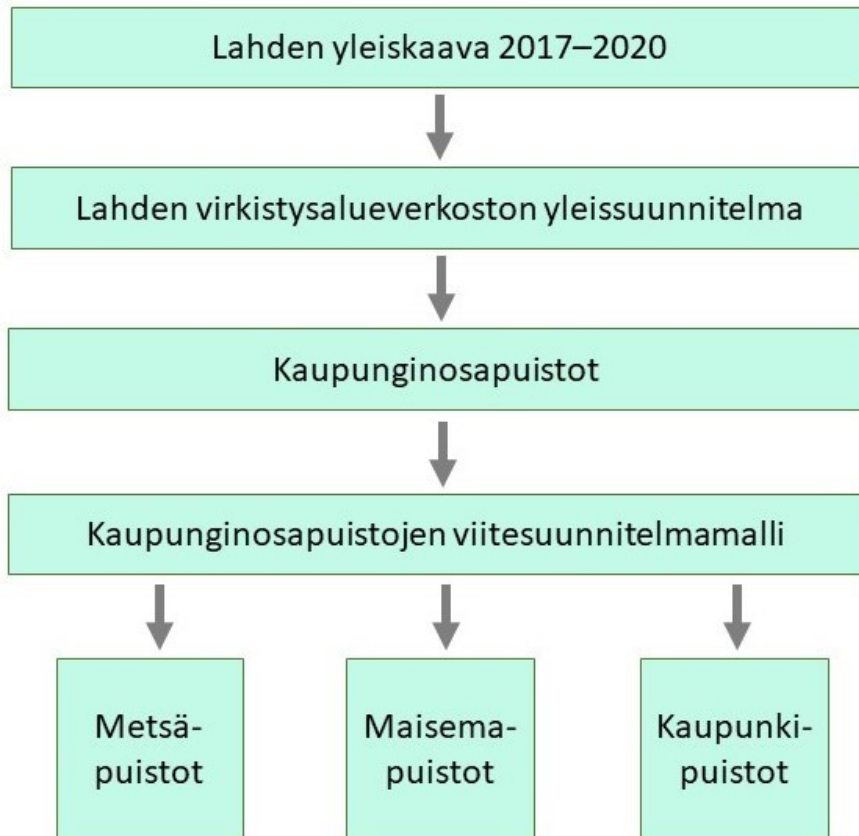 Lahden yleiskaava 2017–2020
Lahden virkistysalueverkoston yleissuunnitelma
Kaupunginosapuistot
Kaupunginosapuistojen viitesuunnitelmamalli
Metsä-
puistot
Maisema-
puistot
Kaupunki-
puistot